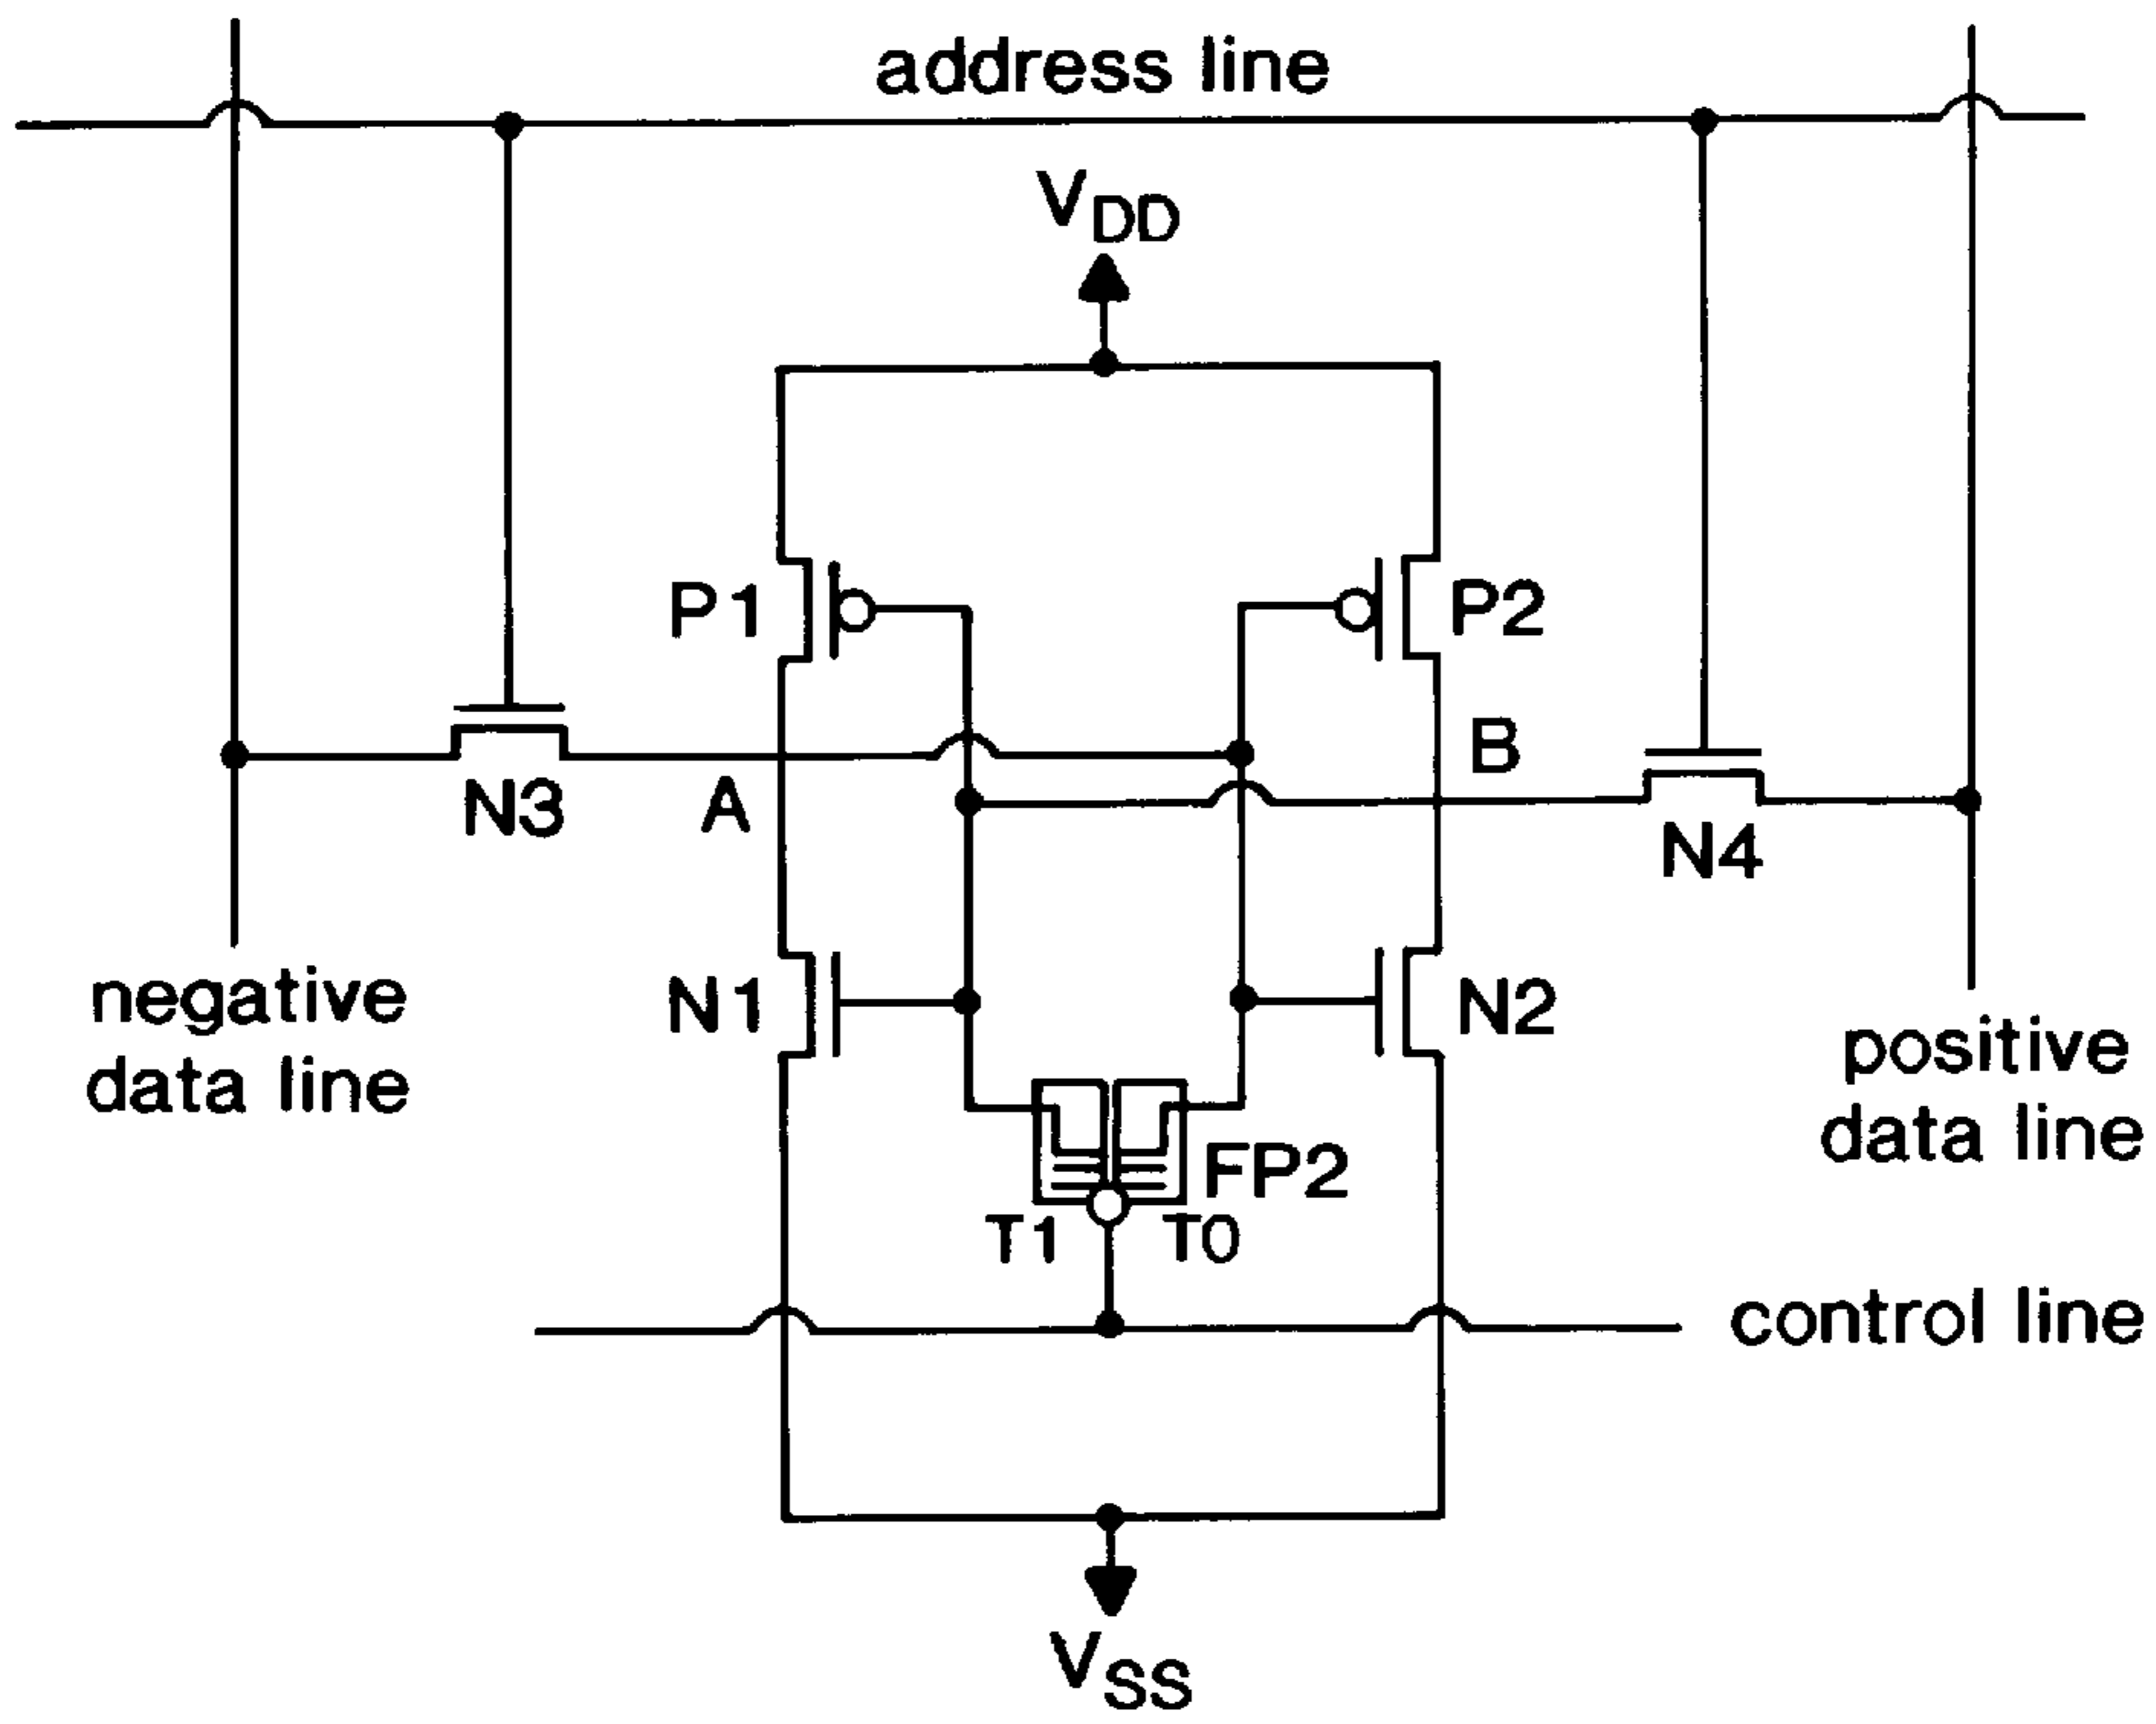 address line
VDD
P1
P2
B
N3
A
N4
negative
data line
N1
N2
positive
data line
FP2
T1
T0
control line
VSS